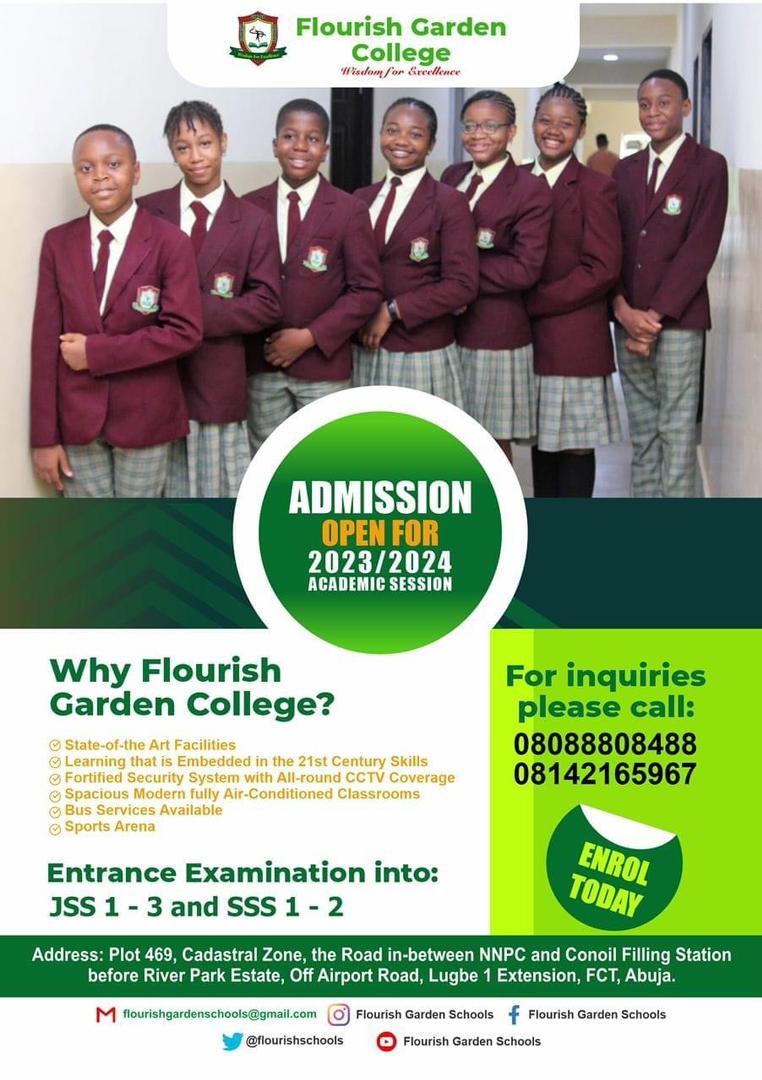 Flourish Garden
College
Wisdom for Excellence
ADMISSION
OPEN FOR
2023/2024
ACADEMIC SESSION
Why Flourish
Garden College?
State-of-the Art Facilities
Learning that is Embedded in the 21st Century Skills
Fortified Security System with All-round CCTV Coverage
Spacious Modern fully Air-Conditioned Classrooms
Bus Services Available
Sports Arena
Entrance Examination into:
JSS 1 - 3 and SSS 1 - 2
For inquiries
please call:
08088808488
08142165967
ENROL
TODAY
Address: Plot 469, Cadastral Zone, the Road in-between NNPC and Conoil Filling Station
before River Park Estate, Off Airport Road, Lugbe 1 Extension, FCT, Abuja.
flourishgardenschools@gmail.com Flourish Garden Schools Flourish Garden Schools
@flourishschools Flourish Garden Schools